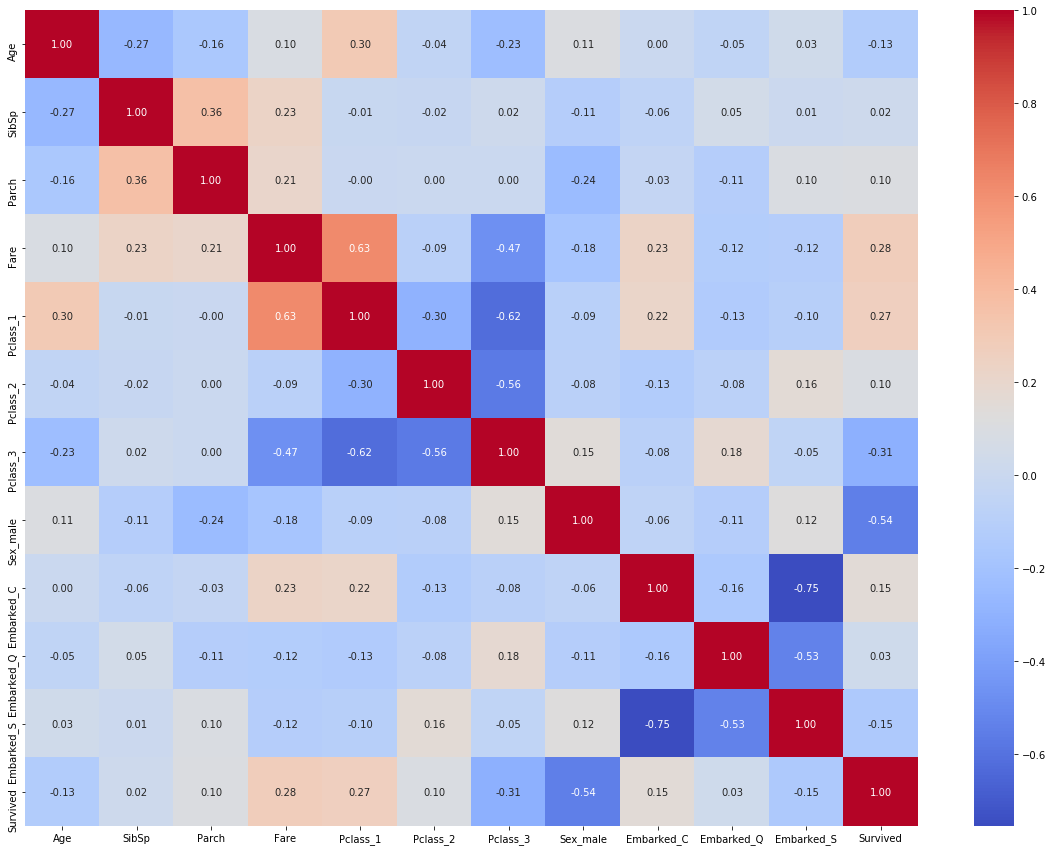 Age 1.00 -0.27 -0.16 0.10 0.30 -0.04 -0.23 0.11 0.00 -0.05 0.03 -0.13
SibSp -0.27 1.00 0.36 0.23 -0.01 -0.02 0.02 -0.11 -0.06 0.05 0.01 0.02
Parch -0.16 0.36 1.00 0.21 -0.00 0.00 0.00 -0.24 -0.03 -0.11 0.10 0.10
Fare 0.10 0.23 0.21 1.00 0.63 -0.09 -0.47 -0.18 0.23 -0.12 -0.12 0.28
Pclass_1 0.30 -0.01 -0.00 0.63 1.00 -0.30 -0.62 -0.09 0.22 -0.13 -0.10 0.27
Pclass_2 -0.04 -0.02 0.00 -0.09 -0.30 1.00 -0.56 -0.08 -0.13 -0.08 0.16 0.10
Pclass_3 -0.23 0.02 0.00 -0.47 -0.62 -0.56 1.00 0.15 -0.08 0.18 -0.05 -0.31
Sex_male 0.11 -0.11 -0.24 -0.18 -0.09 -0.08 0.15 1.00 -0.06 -0.11 0.12 -0.54
Embarked_C 0.00 -0.06 -0.03 0.23 0.22 -0.13 -0.08 -0.06 1.00 -0.16 -0.75 0.15
Embarked_Q -0.05 0.05 -0.11 -0.12 -0.13 -0.08 0.18 -0.11 -0.16 1.00 -0.53 0.03
Embarked_S 0.03 0.01 0.10 -0.12 -0.10 0.16 -0.05 0.12 -0.75 -0.53 1.00 -0.15
Survived -0.13 0.02 0.10 0.28 0.27 0.10 -0.31 -0.54 0.15 0.03 -0.15 1.00
Age SibSp Parch Fare Pclass_1 Pclass_2 Pclass_3 Sex_male Embarked_C Embarked_Q Embarked_S Survived
1.0
0.8
0.6
0.4
0.2
0.0
−0.2
−0.4
−0.6